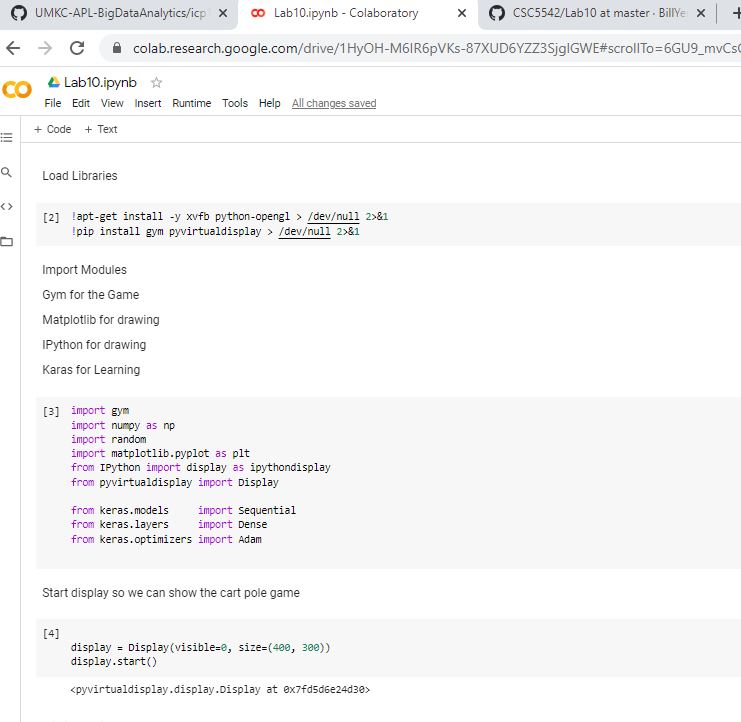 UMKC-APL-BigDataAnalytics/icp1
Lab10.ipynb - Colaboratory
CSC5542/Lab10 at master · BillYe
colab.research.google.com/drive/1HyOH-M6IR6pVKs-87XUD6YZZ3SjgIGWE#scrollTo=6GU9_mvCsC
CO Lab10.ipynb
File Edit View Insert Runtime Tools Help All changes saved
+ Code + Text
Load Libraries
[2] !apt-get install -y xvfb python-opengl > /dev/null 2>&1
!pip install gym pyvirtualdisplay > /dev/null 2>&1
Import Modules
Gym for the Game
Matplotlib for drawing
IPython for drawing
Karas for Learning
[3] import gym
import numpy as np
import random
import matplotlib.pyplot as plt
from IPython import display as ipythondisplay
from pyvirtualdisplay import Display
from keras.models import Sequential
from keras.layers import Dense
from keras.optimizers import Adam
Start display so we can show the cart pole game
[4]
display = Display(visible=0, size=(400, 300))
display.start()
<pyvirtualdisplay.display.Display at 0x7fd5d6e24d30>